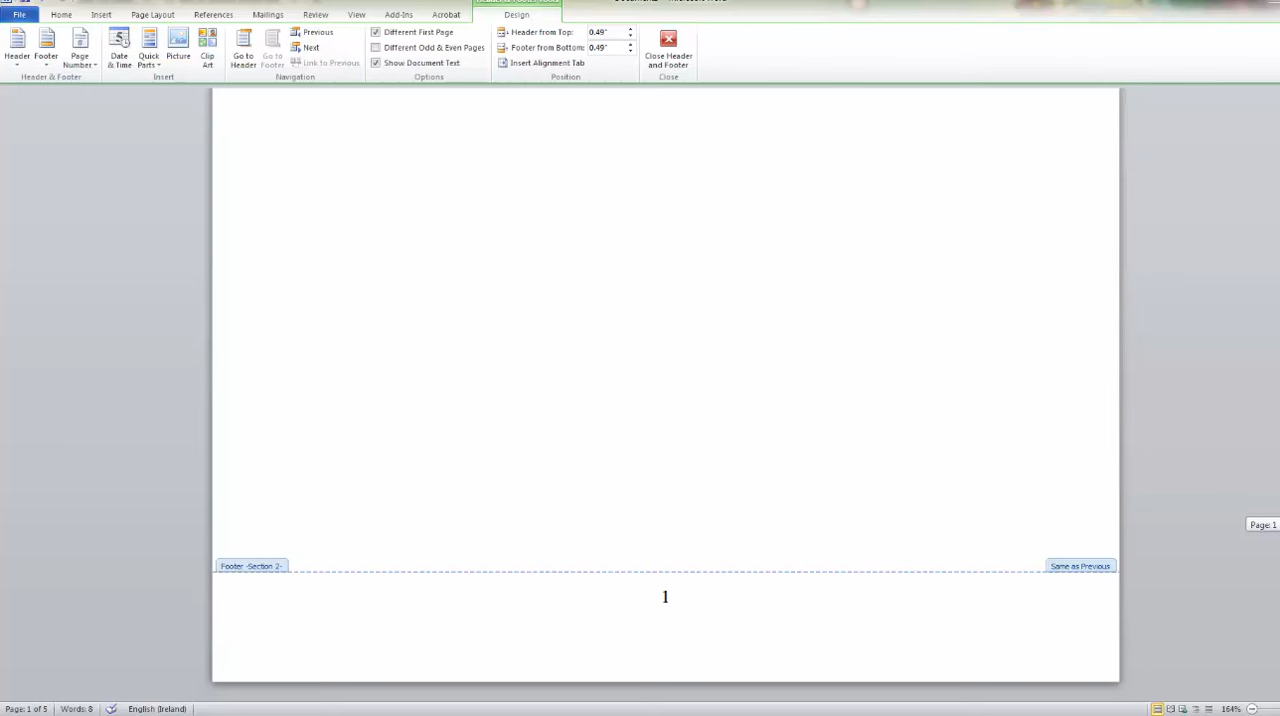 File Home Insert Page Layout References Mailings Review View Add-Ins Acrobat Design
Header Footer Page Number
Header & Footer
Date & Time Quick Parts Picture Clip Art
Insert
Go to Header Go to Footer Previous
Next
Link to Previous
Navigation
Different First Page
Different Odd & Even Pages
Show Document Text
Options
Header from Top: 0.49"
Footer from Bottom: 0.49"
Insert Alignment Tab
Position
Close Header and Footer
Close
Page: 1
Footer -Section 2-
Same as Previous
1
Page: 1 of 5 Words: 8 English (Ireland) 164%